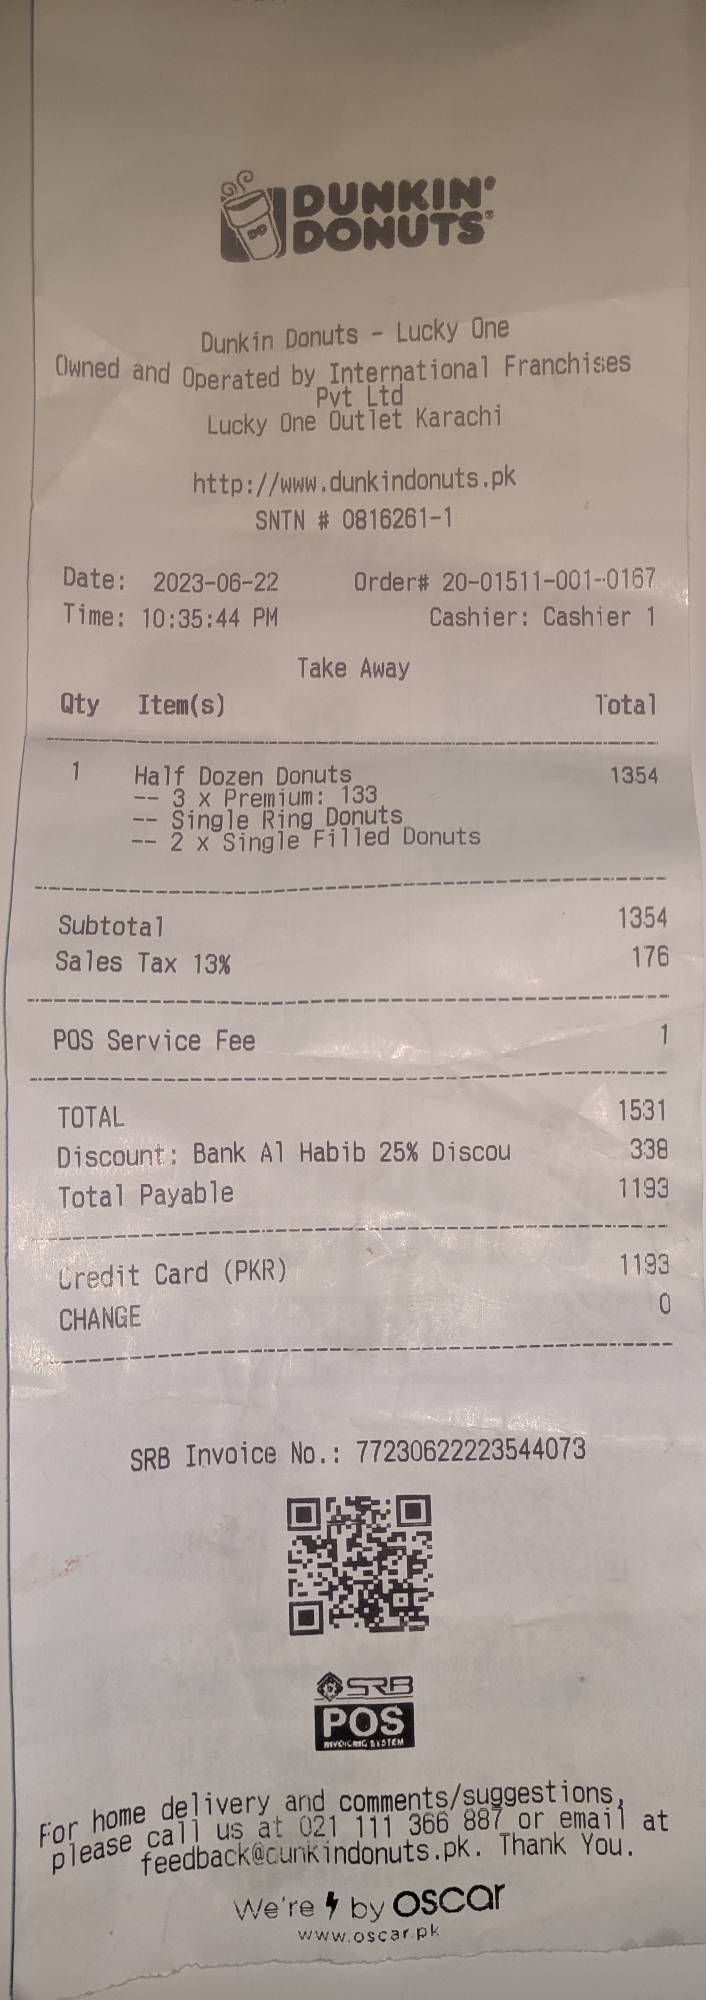 DUNKIN'
DONUTS®
DD
Dunkin Donuts - Lucky One
Owned and Operated by International Franchises
Pvt Ltd
Lucky One Outlet Karachi
http://www.dunkindonuts.pk
SNTN # 0816261-1
Date: 2023-06-22 Order# 20-01511-001-0167
Time: 10:35:44 PM Cashier: Cashier 1
Take Away
Qty Item(s) Total
1 Half Dozen Donuts 1354
-- 3 x Premium: 133
-- Single Ring Donuts
-- 2 x Single Filled Donuts
Subtotal 1354
Sales Tax 13% 176
POS Service Fee 1
TOTAL 1531
Discount: Bank Al Habib 25% Discou 338
Total Payable 1193
Credit Card (PKR) 1193
CHANGE 0
SRB Invoice No.: 77230622223544073
SRB
POS
INVOICING SYSTEM
For home delivery and comments/suggestions,
please call us at 021 111 366 887 or email at
feedback@cunkindonuts.pk. Thank You.
We're by oscar
www.oscar.pk